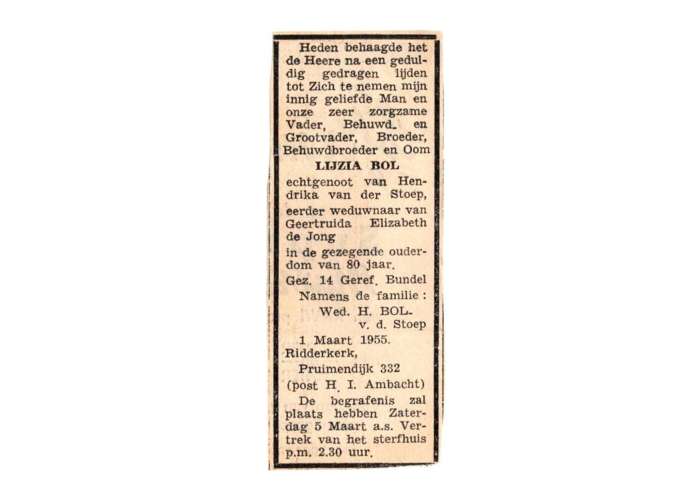 Heden behaagde het
de Heere na een gedul-
dig gedragen lijden
tot Zich te nemen mijn
innig geliefde Man en
onze zeer zorgzame
Vader, Behuwd- en
Grootvader, Broeder,
Behuwdbroeder en Oom
LIJZIA BOL
echtgenoot van Hen-
drika van der Stoep,
eerder weduwnaar van
Geertruida Elizabeth
de Jong
in de gezegende ouder-
dom van 80 jaar.
Gez. 14 Geref. Bundel
Namens de familie :
Wed. H. BOL-
v. d. Stoep
1 Maart 1955.
Ridderkerk,
Pruimendijk 332
(post H. I. Ambacht)
De begrafenis zal
plaats hebben Zater-
dag 5 Maart a.s. Ver-
trek van het sterfhuis
p.m. 2.30 uur.